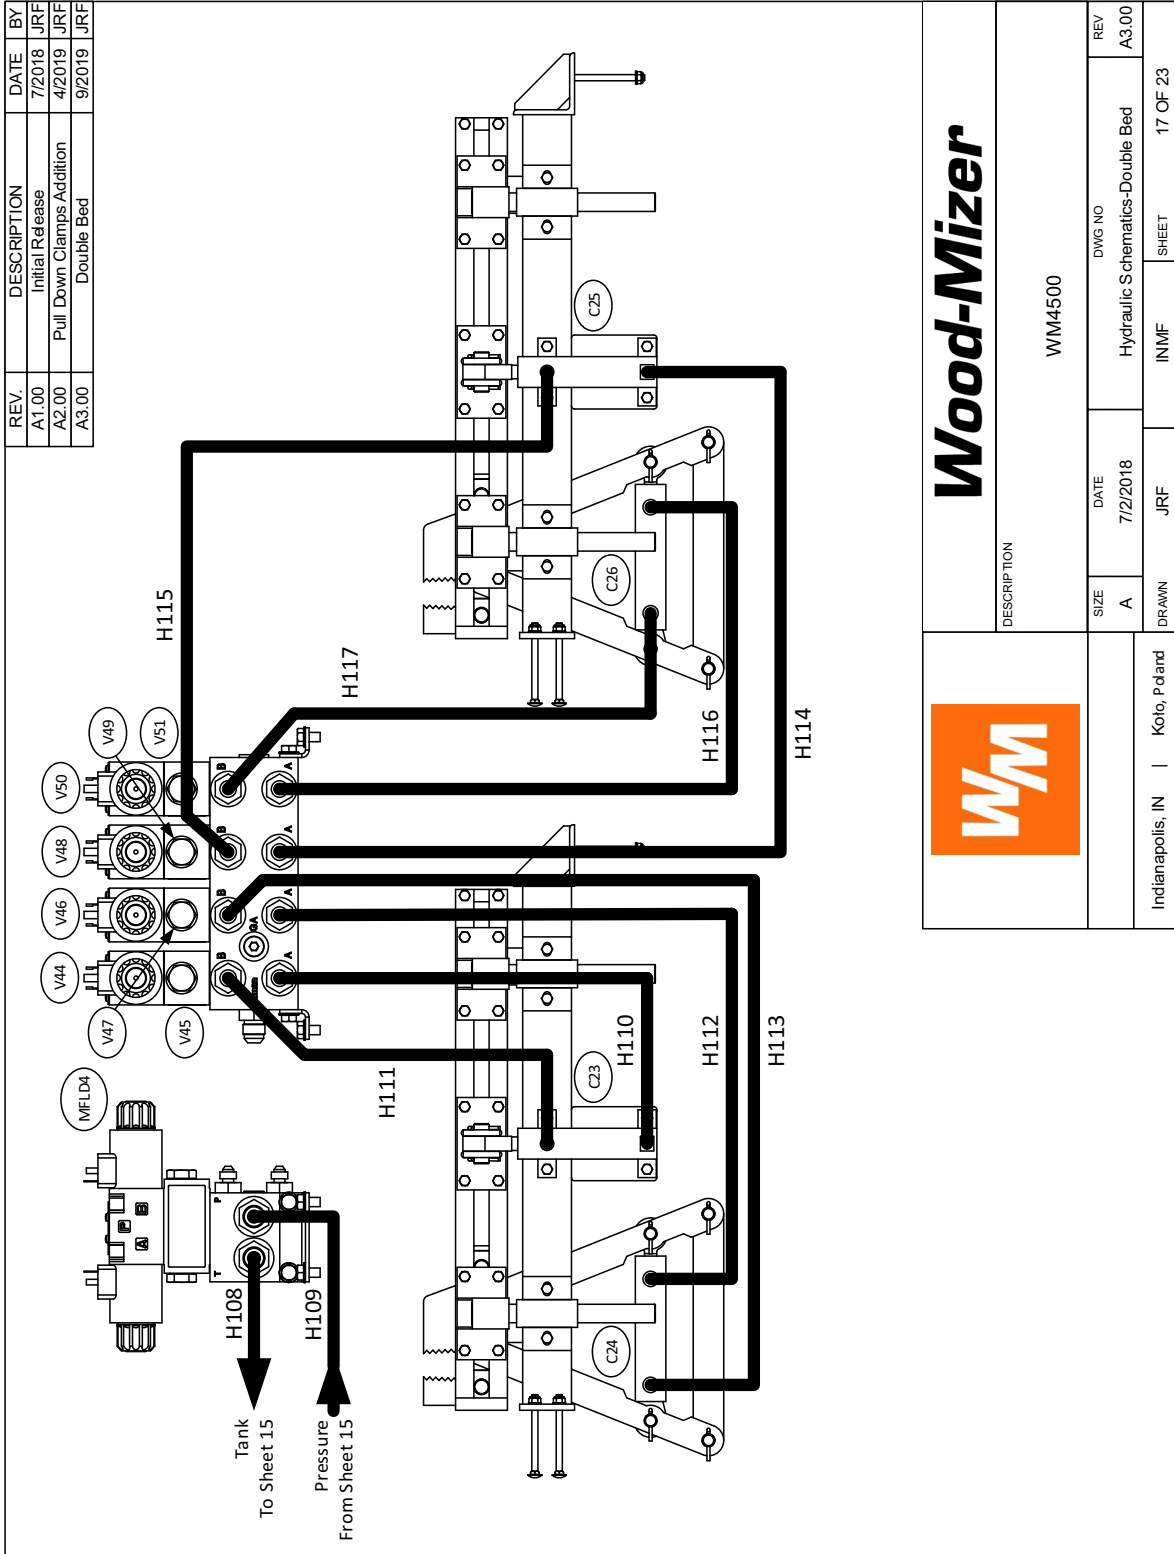 REV. DESCRIPTION DATE BY
A1.00 Initial Release 7/2018 JRF
A2.00 Pull Down Clamps Addition 4/2019 JRF
A3.00 Double Bed 9/2019 JRF
MFLD4
V44
V46
V48
V50
V47
V45
V49
V51
A P B
T P
B B B B
A A A A
GA
H108
H109
Tank
To Sheet 15
Pressure
From Sheet 15
H111
H110
H112
H113
H115
H117
H116
H114
C23
C24
C25
C26
WM
Wood-Mizer
DESCRIPTION
WM4500
SIZE
A
DATE
7/2/2018
DWG NO
Hydraulic Schematics-Double Bed
REV
A3.00
Indianapolis, IN | Koło, Poland
DRAWN
JRF
INMF
SHEET
17 OF 23